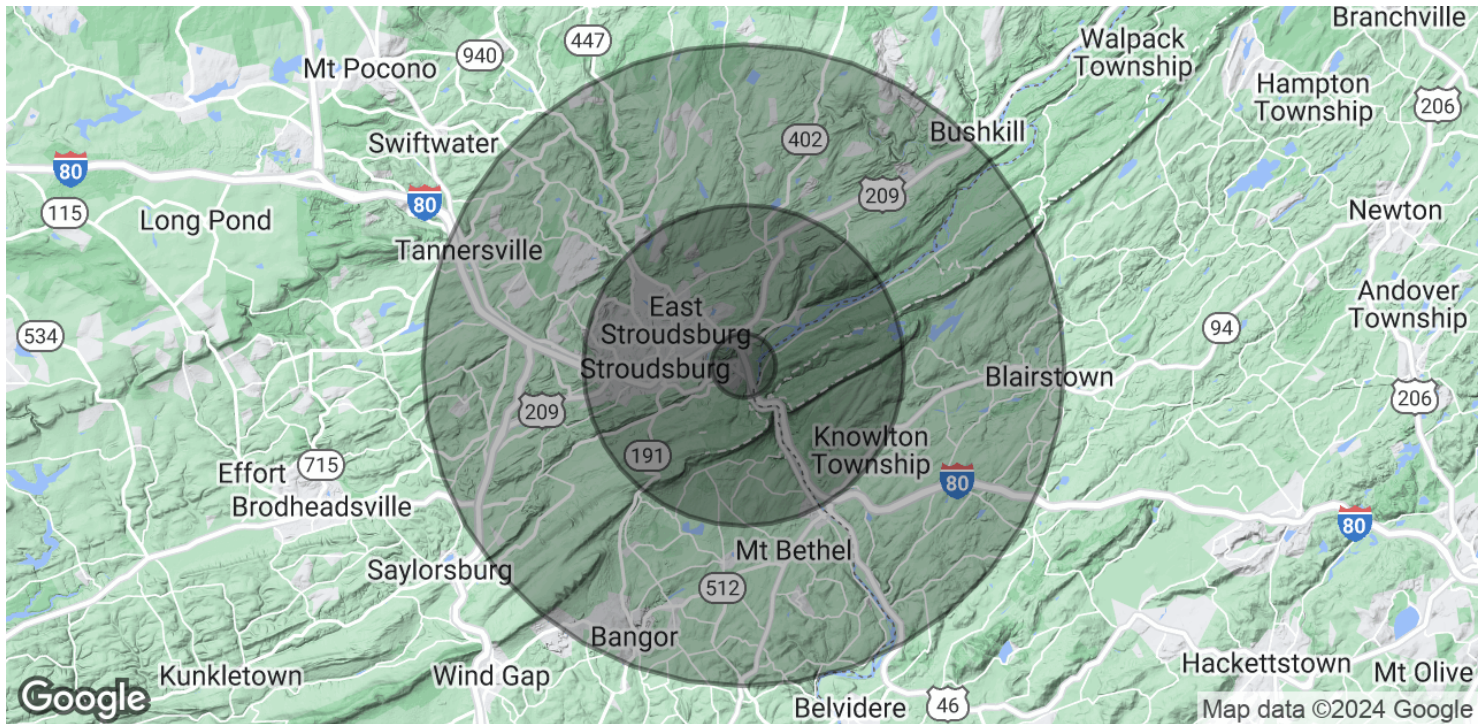 Branchville
Walpack
Township
447
940
Mt Pocono
Hampton
Township
206
Bushkill
402
Swiftwater
80
80
209
115
Long Pond
Newton
Tannersville
Andover
Township
East
Stroudsburg
94
534
Stroudsburg
Blairstown
206
209
Knowlton
Township
191
715
Effort
80
Brodheadsville
80
Mt Bethel
Saylorsburg
512
Bangor
Hackettstown
Mt Olive
Kunkletown
Wind Gap
Google
Belvidere
46
Map data ©2024 Google